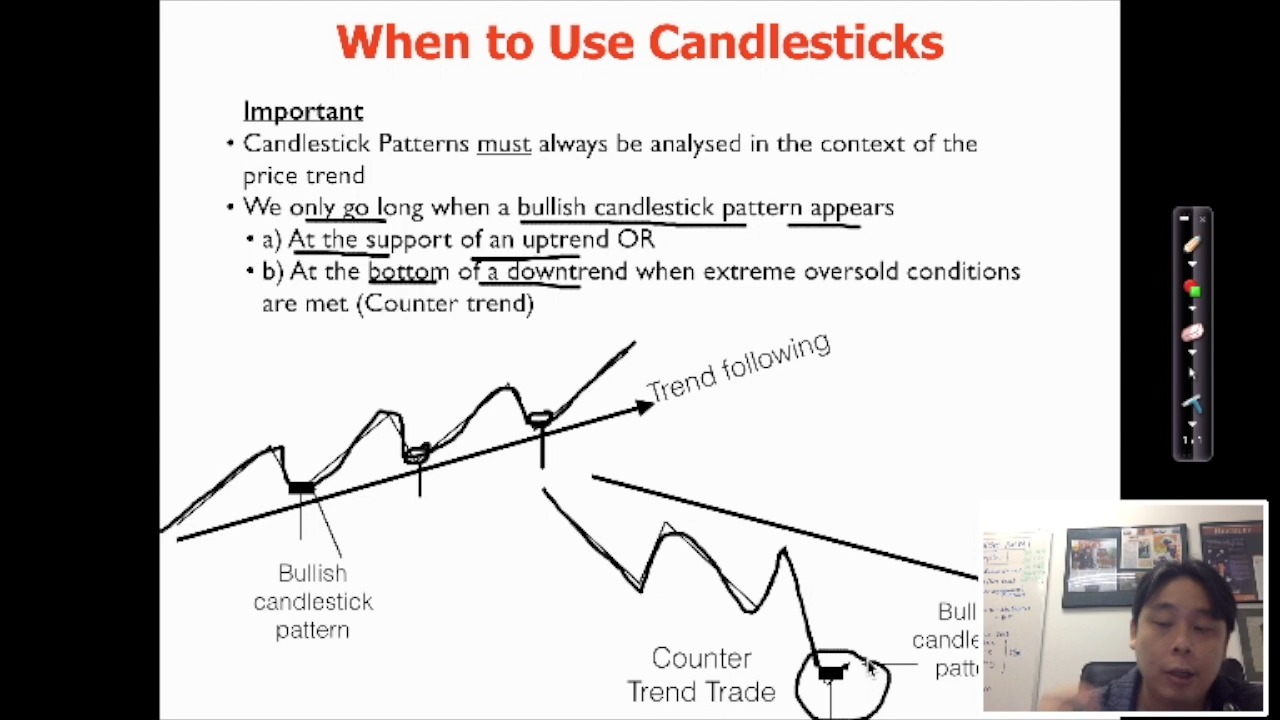 When to Use Candlesticks
Important
• Candlestick Patterns must always be analysed in the context of the
price trend
• We only go long when a bullish candlestick pattern appears
• a) At the support of an uptrend OR
• b) At the bottom of a downtrend when extreme oversold conditions
are met (Counter trend)
Trend following
Bullish
candlestick
pattern
Counter
Trend Trade
Bull
candle
patt